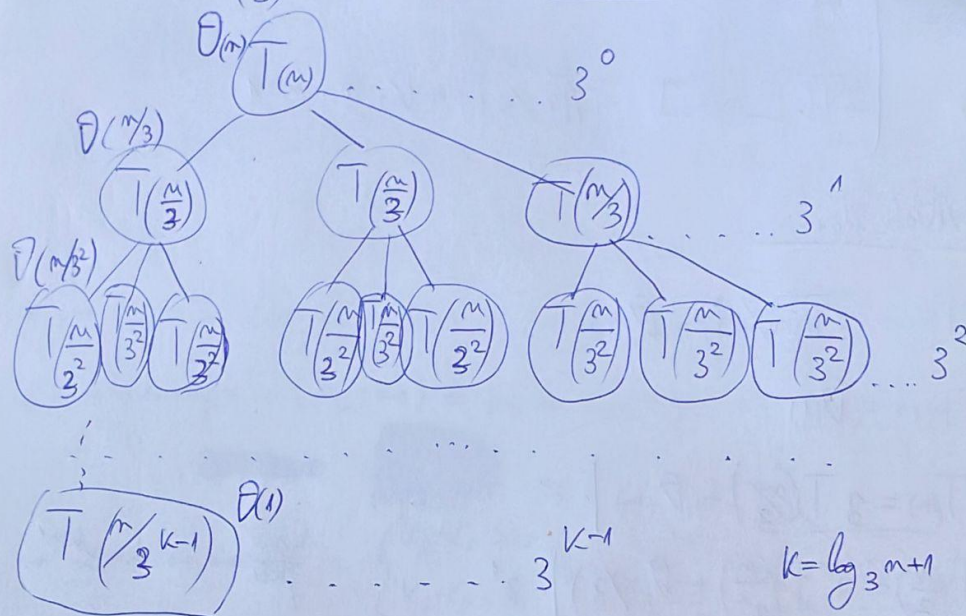 Θ(n) T(n) . . . . . . . 3^0
Θ(n/3)
T(n/3) T(n/3) T(n/3) . . . . . . 3^1
Θ(n/3^2)
T(n/3^2) T(n/3^2) T(n/3^2) T(n/3^2) T(n/3^2) T(n/3^2) T(n/3^2) T(n/3^2) T(n/3^2) .... 3^2
T(n/3^{k-1}) Θ(1) . . . . . . . 3^{k-1} k=log_3 n+1